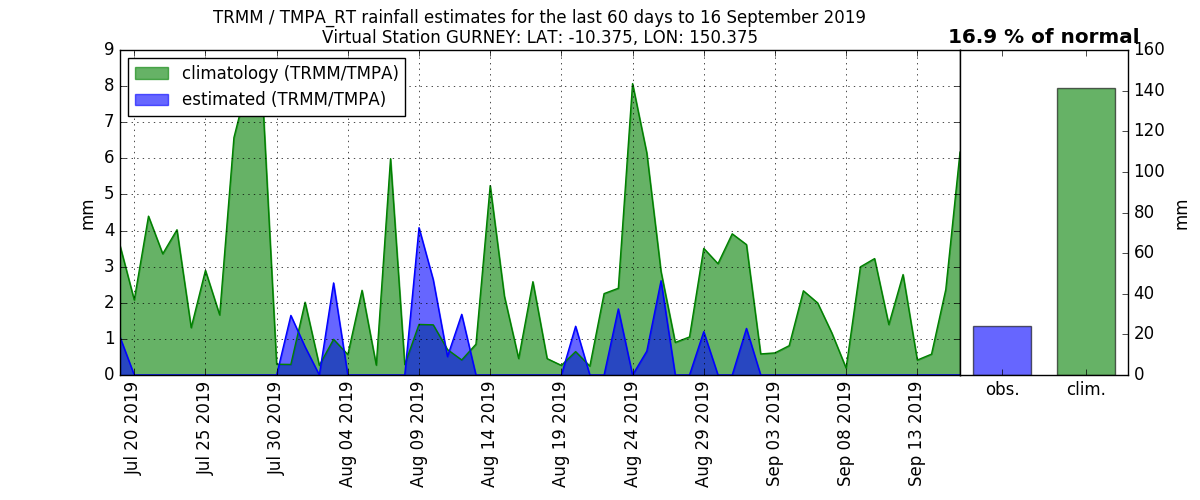 TRMM / TMPA_RT rainfall estimates for the last 60 days to 16 September 2019
Virtual Station GURNEY: LAT: -10.375, LON: 150.375
16.9 % of normal
climatology (TRMM/TMPA)
estimated (TRMM/TMPA)
9
8
7
6
5
4
3
2
1
0
mm
Jul 20 2019
Jul 25 2019
Jul 30 2019
Aug 04 2019
Aug 09 2019
Aug 14 2019
Aug 19 2019
Aug 24 2019
Aug 29 2019
Sep 03 2019
Sep 08 2019
Sep 13 2019
160
140
120
100
80
60
40
20
0
mm
obs.
clim.